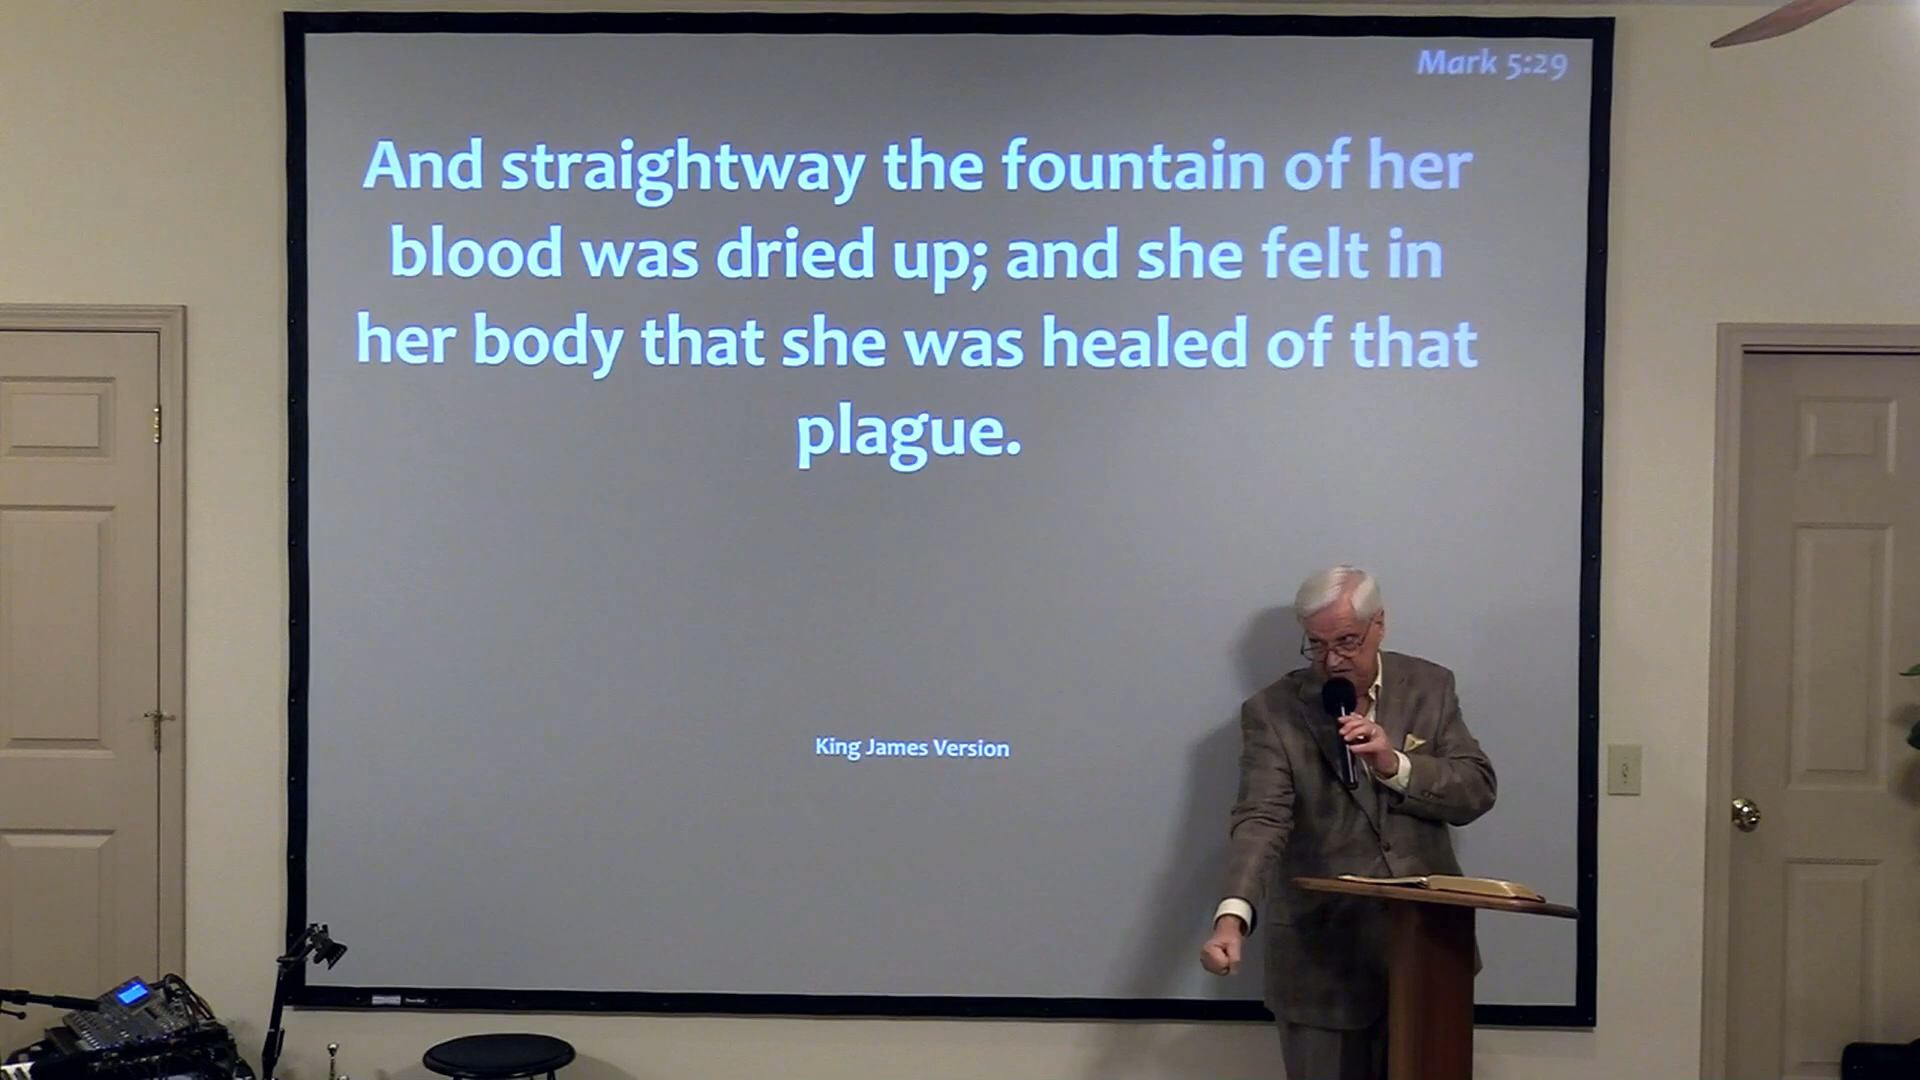 Mark 5:29
And straightway the fountain of her
blood was dried up; and she felt in
her body that she was healed of that
plague.
King James Version